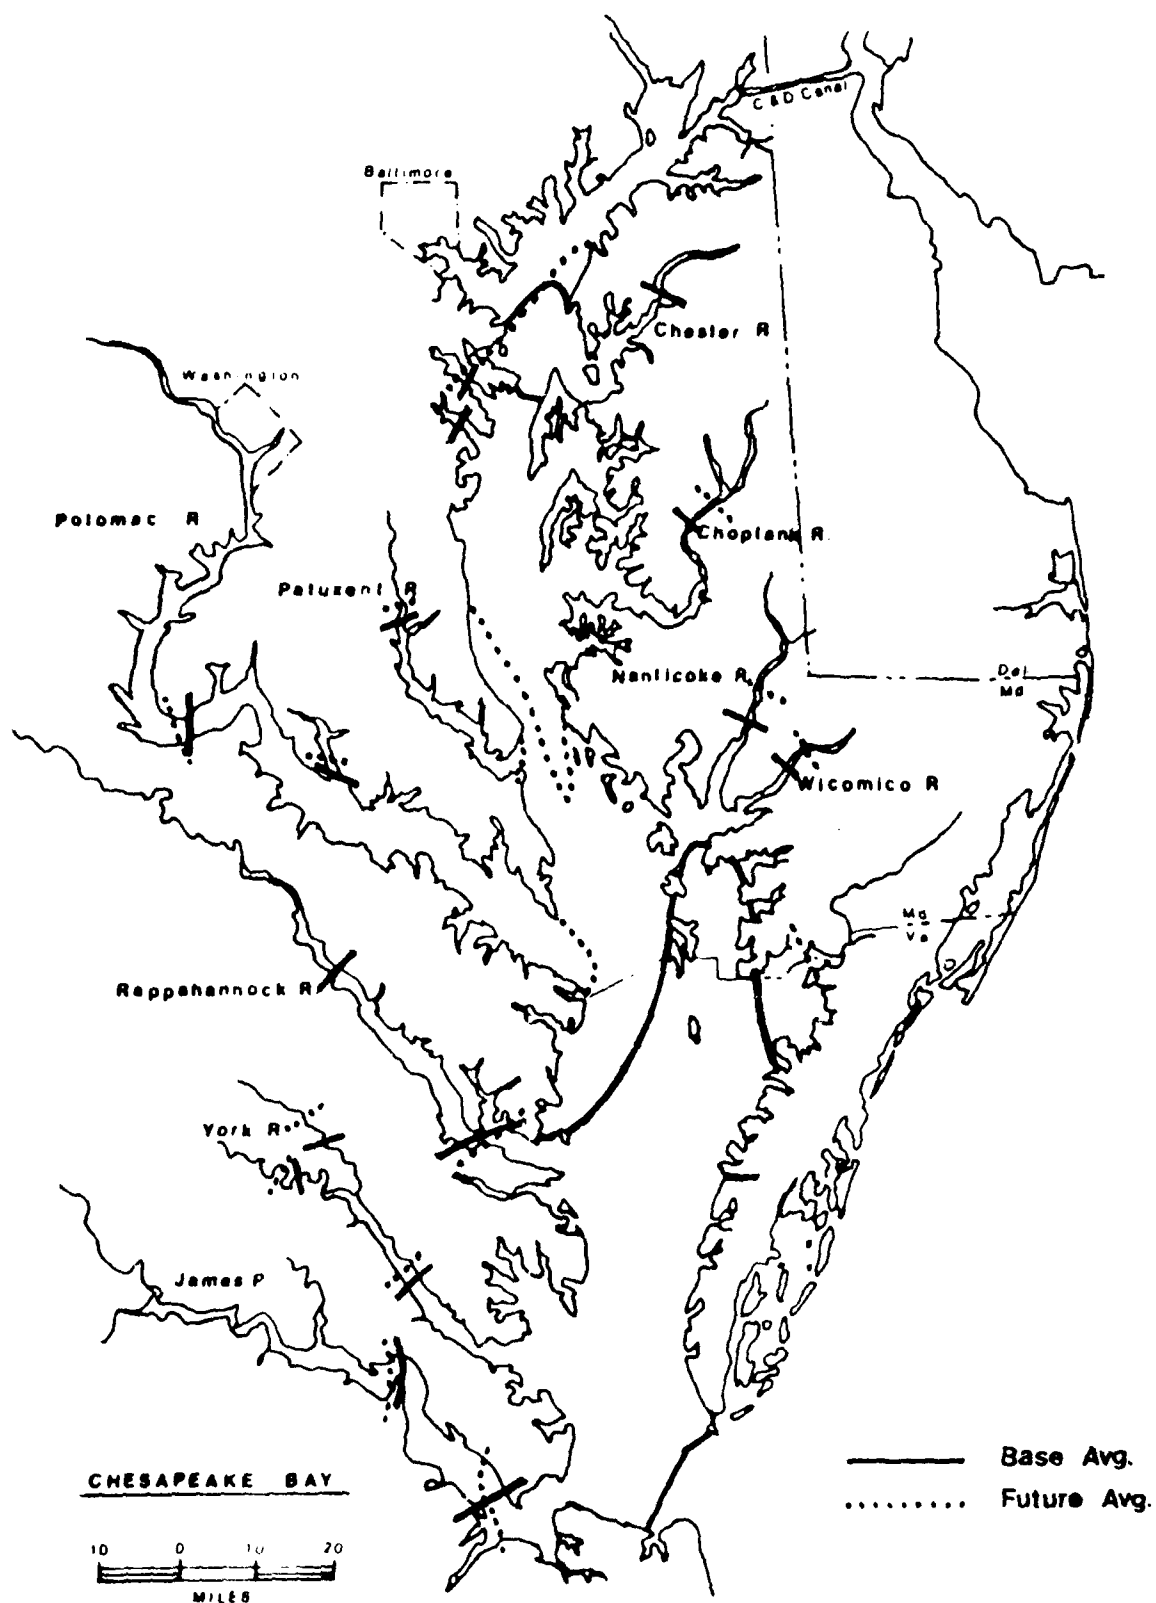 C & D Canal
Baltimore
Chester R
Washington
Potomac R
Choptank R.
Patuxent R
Nanticoke R.
Del
Md
Wicomico R
Md
Va
Rappahannock R
York R
James R
Base Avg.
CHESAPEAKE BAY
Future Avg.
10 0 10 20
MILES